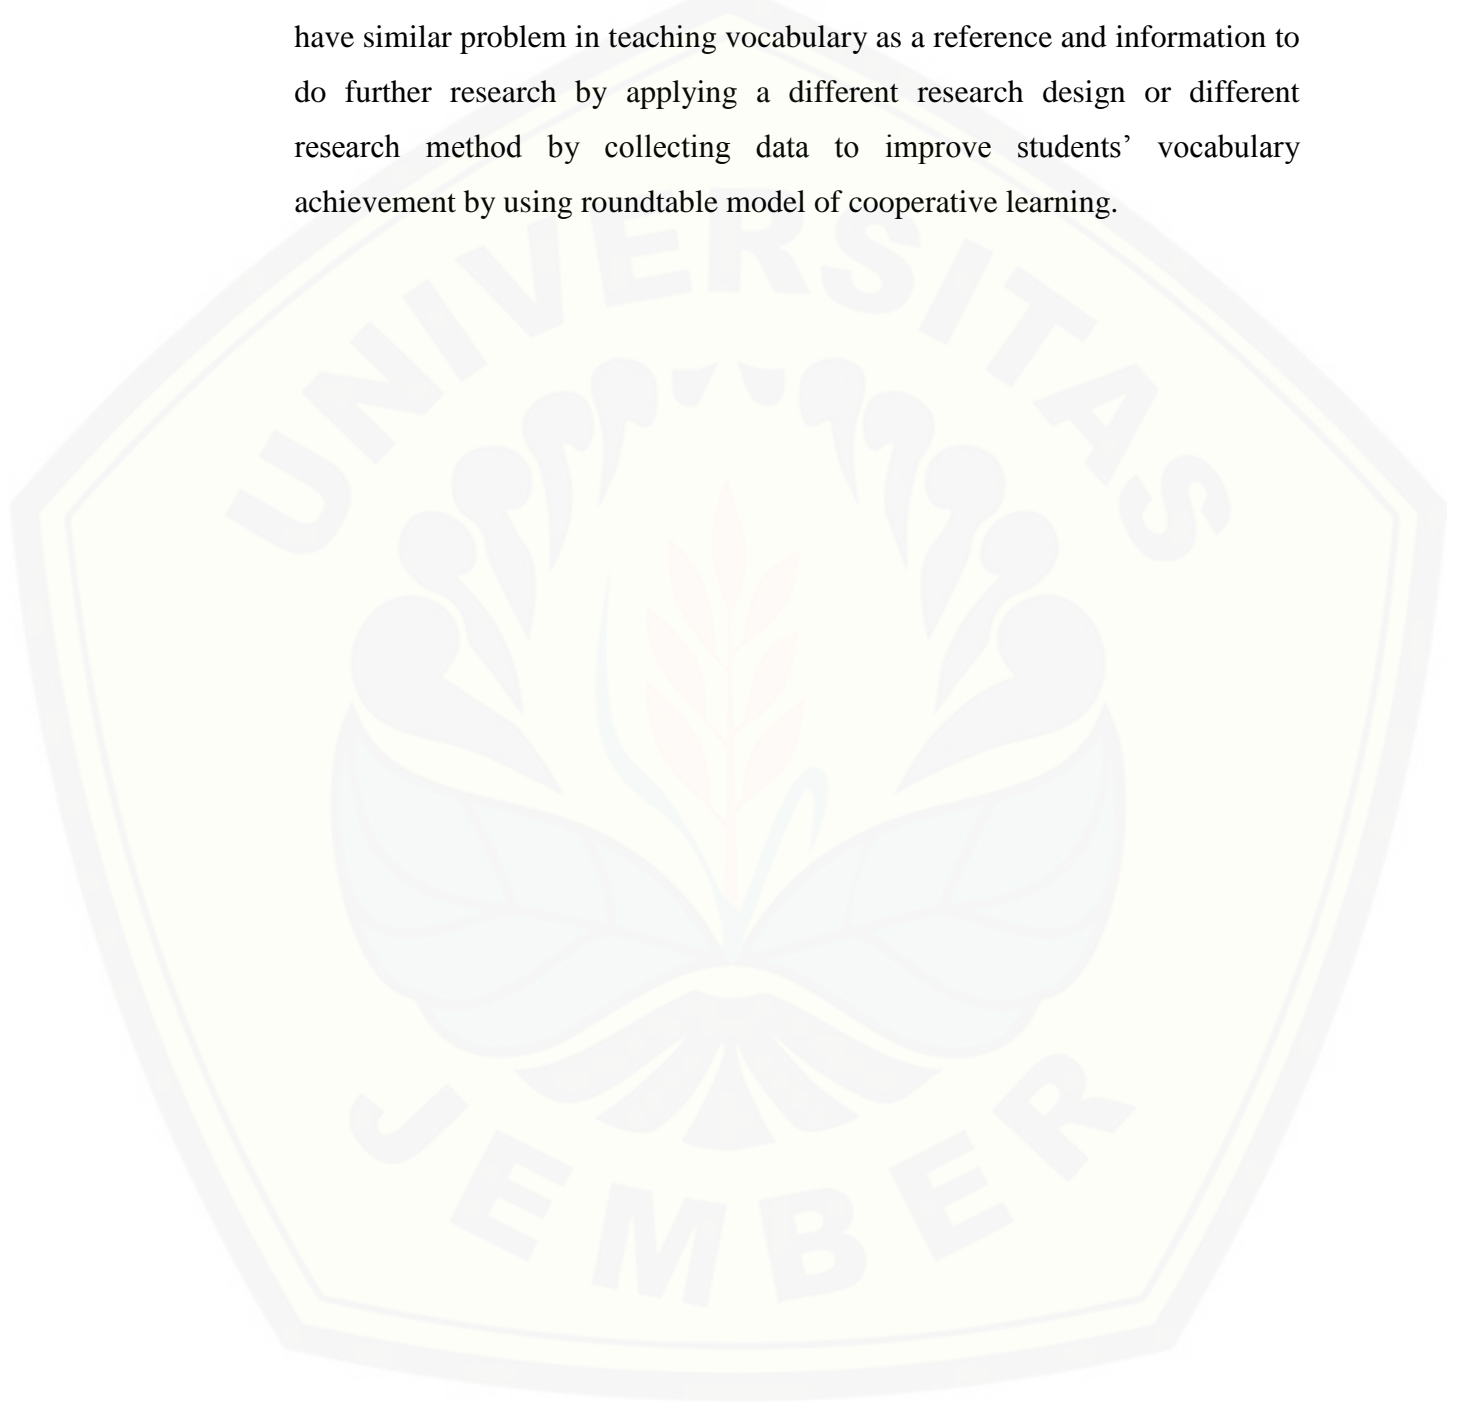 have similar problem in teaching vocabulary as a reference and information to
do further research by applying a different research design or different
research method by collecting data to improve students’ vocabulary
achievement by using roundtable model of cooperative learning.
UNIVERSITAS
JEMBER